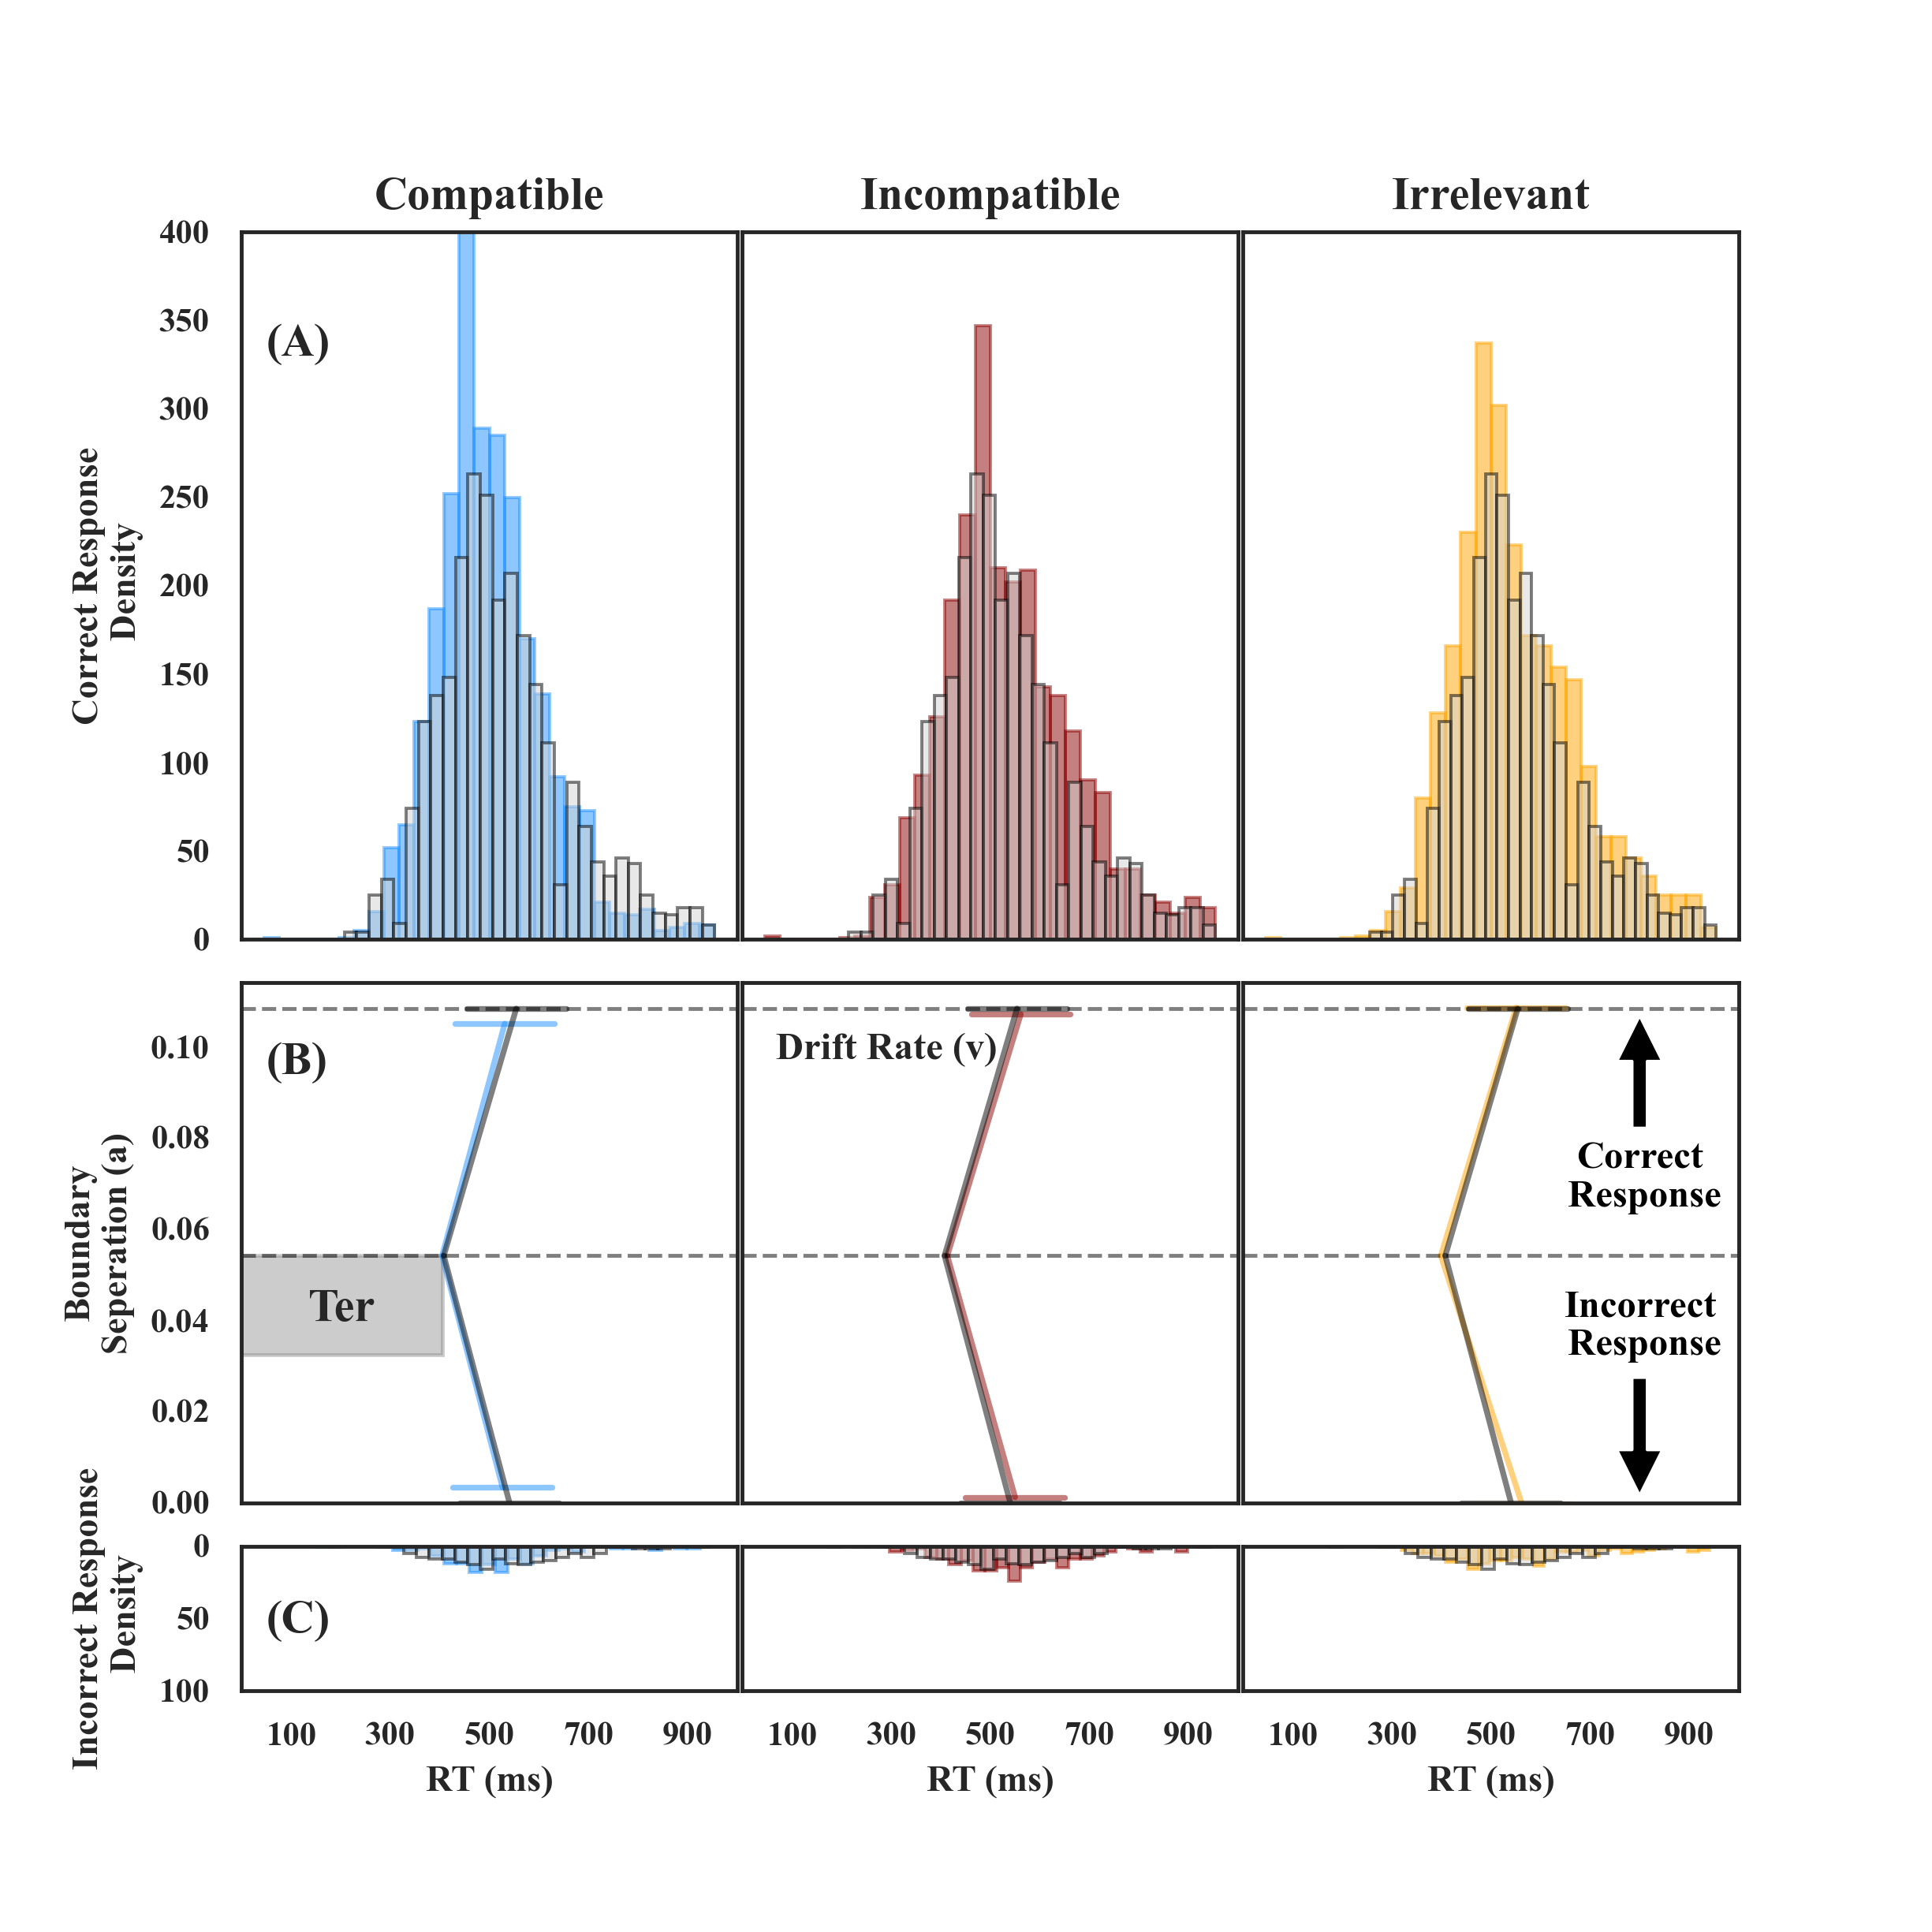 Compatible
Incompatible
Irrelevant
400
350
300
250
200
150
100
50
0
Correct Response
Density
(A)
0.10
0.08
0.06
0.04
0.02
0.00
Boundary
Seperation (a)
(B)
Ter
Drift Rate (v)
Correct
Response
Incorrect
Response
0
50
100
Incorrect Response
Density
(C)
100 300 500 700 900
RT (ms)
100 300 500 700 900
RT (ms)
100 300 500 700 900
RT (ms)